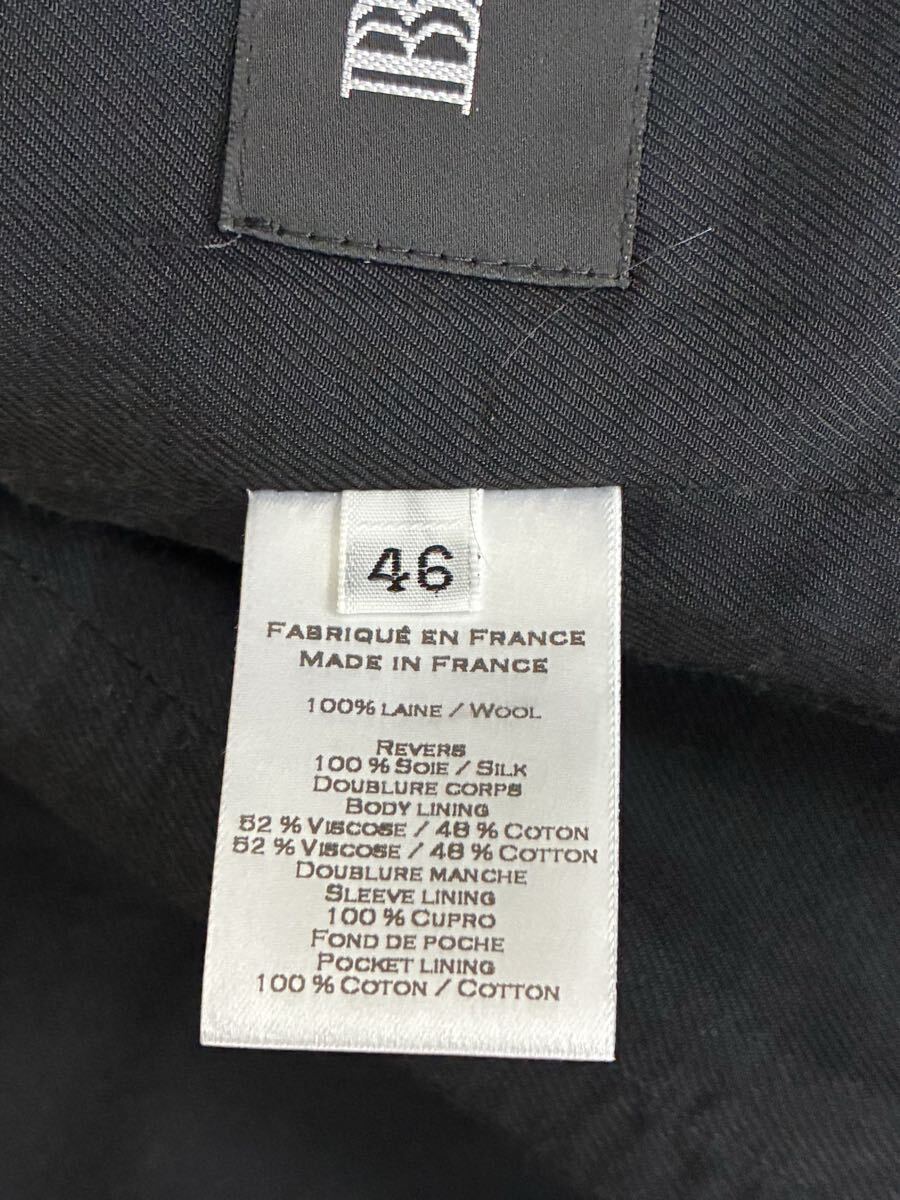 B
46
FABRIQUÉ EN FRANCE
MADE IN FRANCE
100% LAINE / WOOL
REVERS
100 % SOIE / SILK
DOUBLURE CORPS
BODY LINING
52 % VISCOSE / 48 % COTON
52 % VISCOSE / 48 % COTTON
DOUBLURE MANCHE
SLEEVE LINING
100 % CUPRO
FOND DE POCHE
POCKET LINING
100 % COTON / COTTON